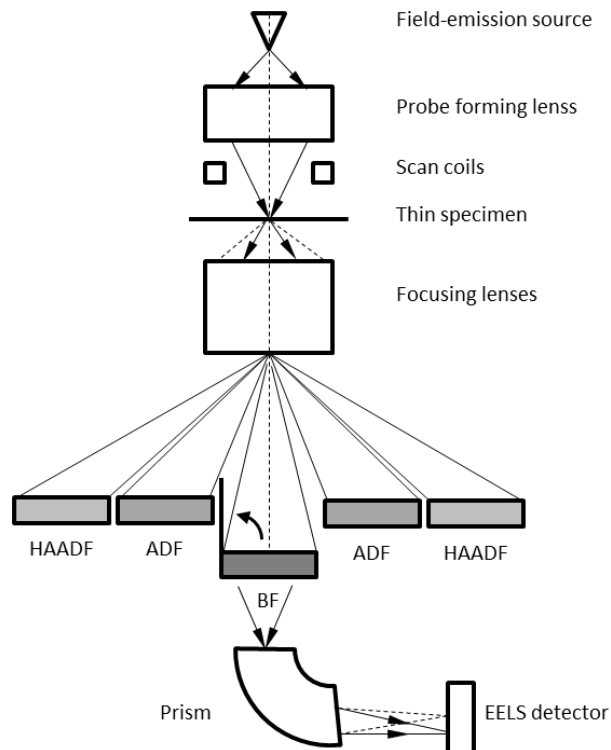 Field-emission source
Probe forming lenss
Scan coils
Thin specimen
Focusing lenses
HAADF
ADF
ADF
HAADF
BF
Prism
EELS detector